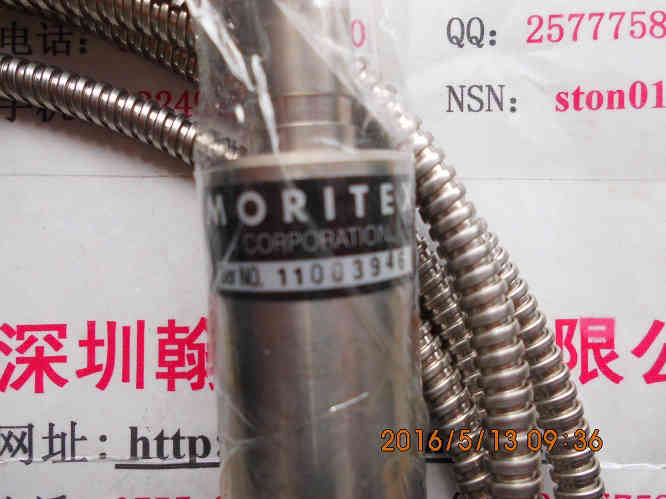 电话:
0 QQ: 2577758
NSN: ston01
MORITEX
CORPORATION
NO. 11003946
深圳翰 限公
网址: http:
2016/5/13 09:36